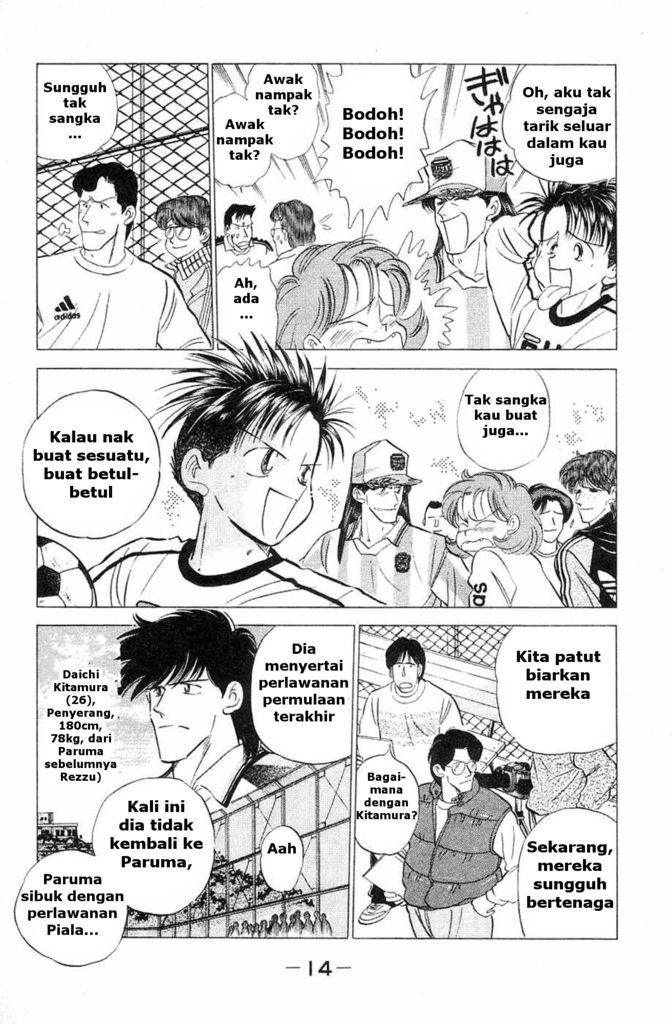 Sungguh
tak
sangka
...
adidas
Awak
nampak
tak?
Awak
nampak
tak?
Bodoh!
Bodoh!
Bodoh!
Ah,
ada
...
ぎゃははは
Oh, aku tak
sengaja
tarik seluar
dalam kau
juga
Kalau nak
buat sesuatu,
buat betul-
betul
Tak sangka
kau buat
juga...
Daichi
Kitamura
(26),
Penyerang,
180cm,
78kg, dari
Paruma
sebelumnya
Rezzu)
Dia
menyertai
perlawanan
permulaan
terakhir
Kali ini
dia tidak
kembali ke
Paruma,
Paruma
sibuk dengan
perlawanan
Piala...
Aah
Kita patut
biarkan
mereka
Bagai-
mana
dengan
Kitamura?
Sekarang,
mereka
sungguh
bertenaga
-14-